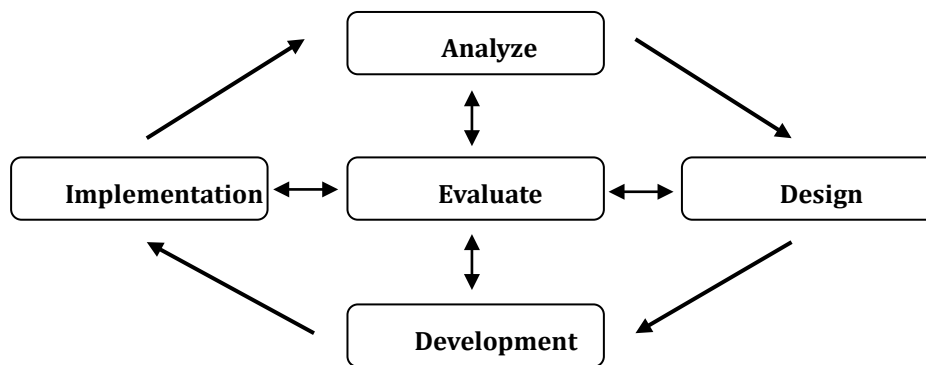 Analyze
Implementation
Evaluate
Design
Development